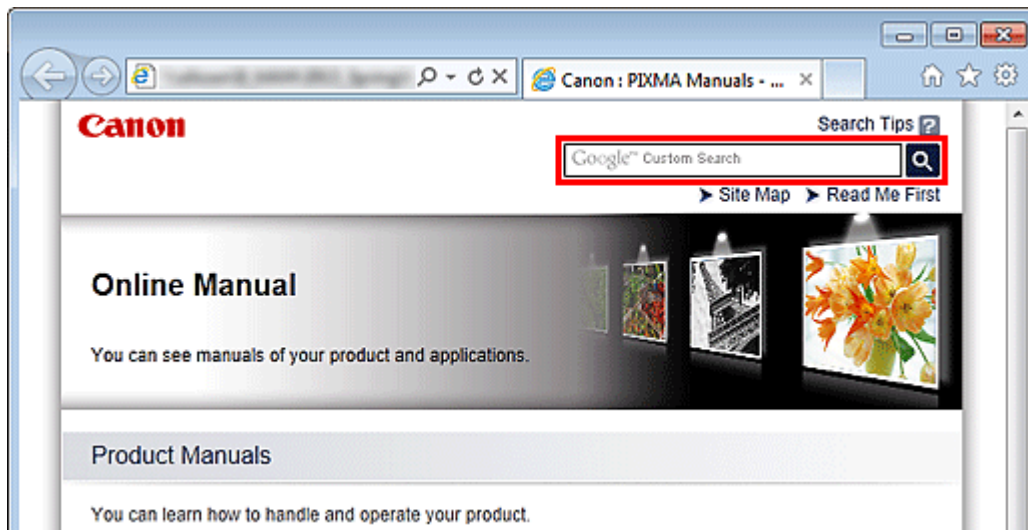 Canon : PIXMA Manuals - ...
Canon
Search Tips ?
Google™ Custom Search
Site Map Read Me First
Online Manual
You can see manuals of your product and applications.
Product Manuals
You can learn how to handle and operate your product.